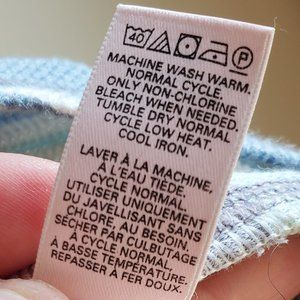 40 P
MACHINE WASH WARM.
NORMAL CYCLE.
ONLY NON-CHLORINE
BLEACH WHEN NEEDED.
TUMBLE DRY NORMAL
CYCLE LOW HEAT.
COOL IRON.
LAVER À LA MACHINE,
À L'EAU TIÈDE,
CYCLE NORMAL.
UTILISER UNIQUEMENT
DU JAVELLISANT SANS
CHLORE, AU BESOIN.
SÉCHER PAR CULBUTAGE
À CYCLE NORMAL,
À BASSE TEMPÉRATURE.
REPASSER À FER DOUX.